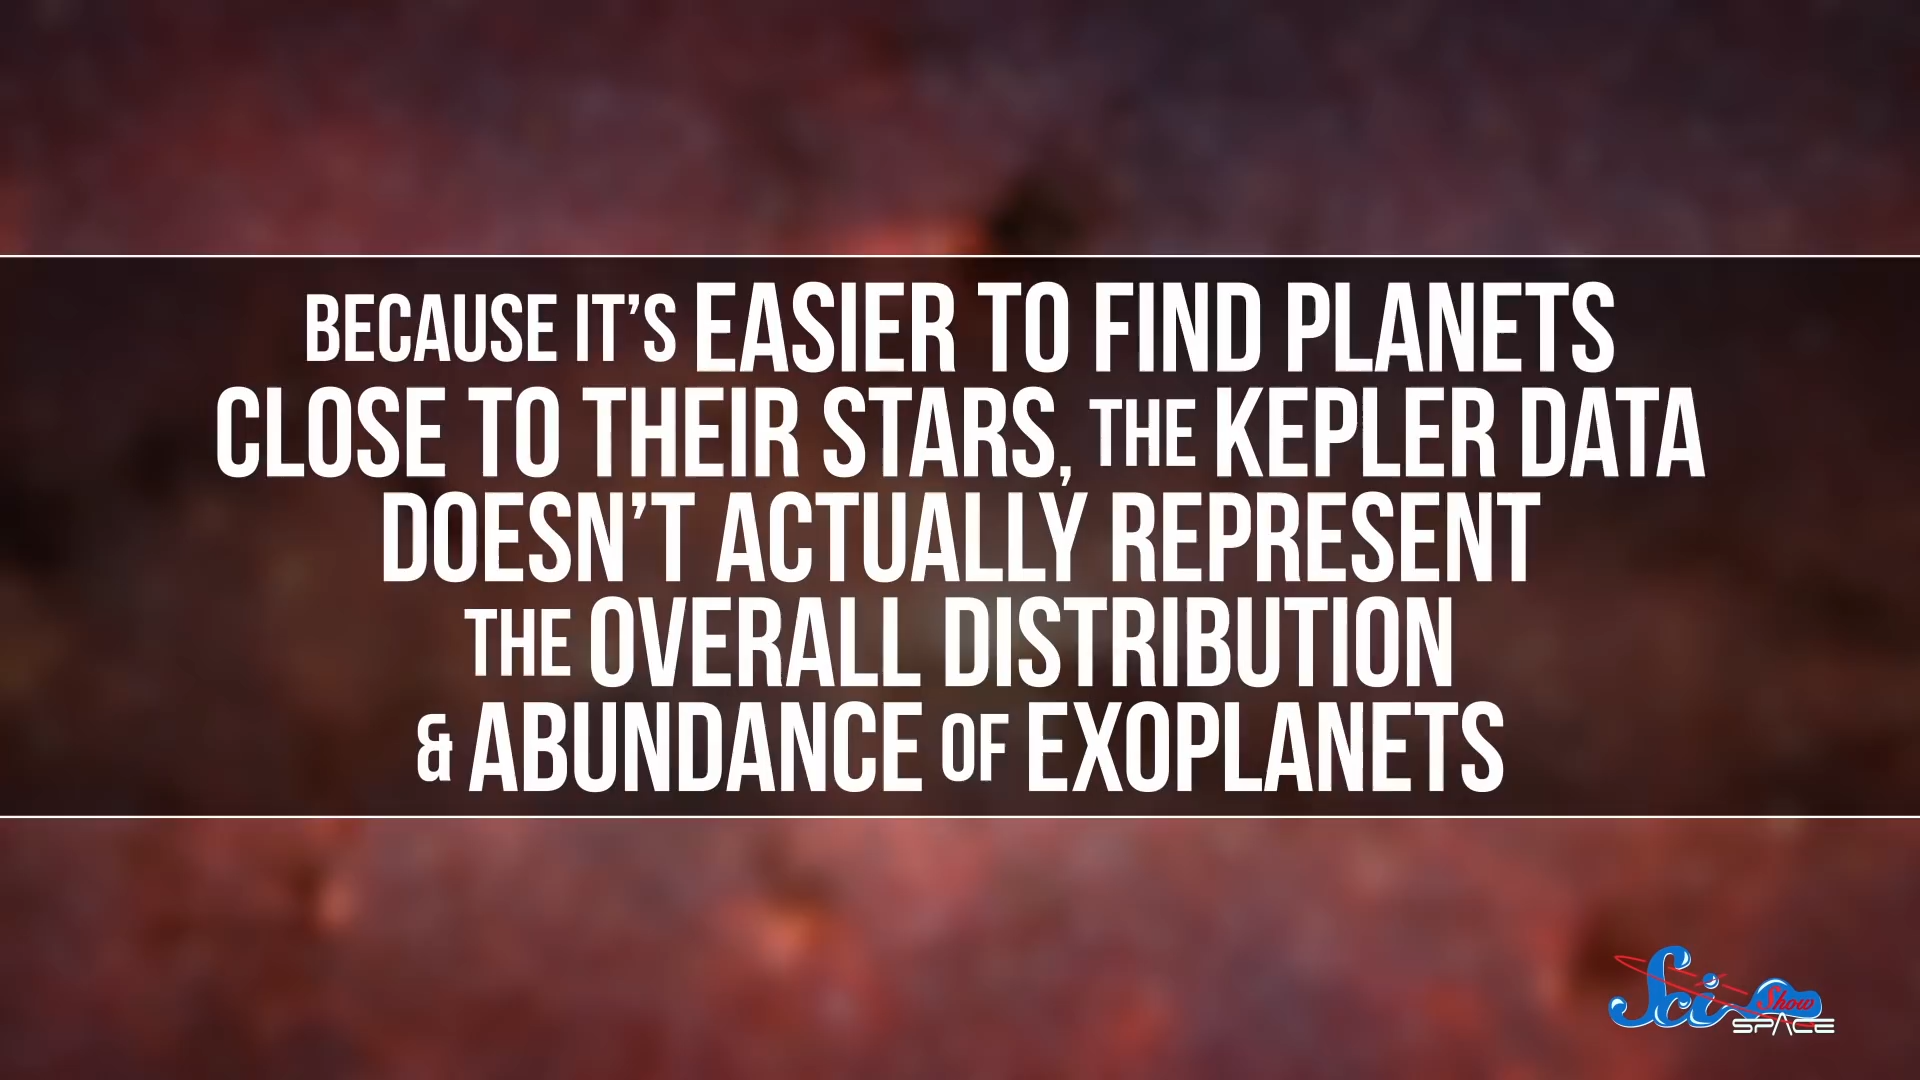 BECAUSE IT’S EASIER TO FIND PLANETS
CLOSE TO THEIR STARS, THE KEPLER DATA
DOESN’T ACTUALLY REPRESENT
THE OVERALL DISTRIBUTION
& ABUNDANCE OF EXOPLANETS
Sci Show
SPACE